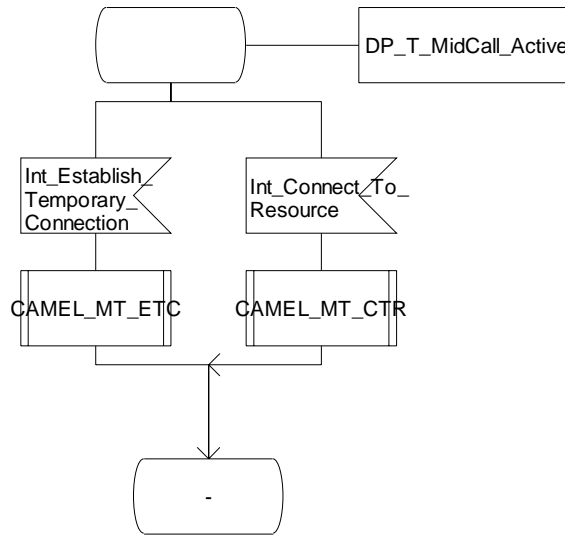 DP_T_MidCall_Active
Int_Establish_
Temporary_
Connection
Int_Connect_To_
Resource
CAMEL_MT_ETC
CAMEL_MT_CTR
-